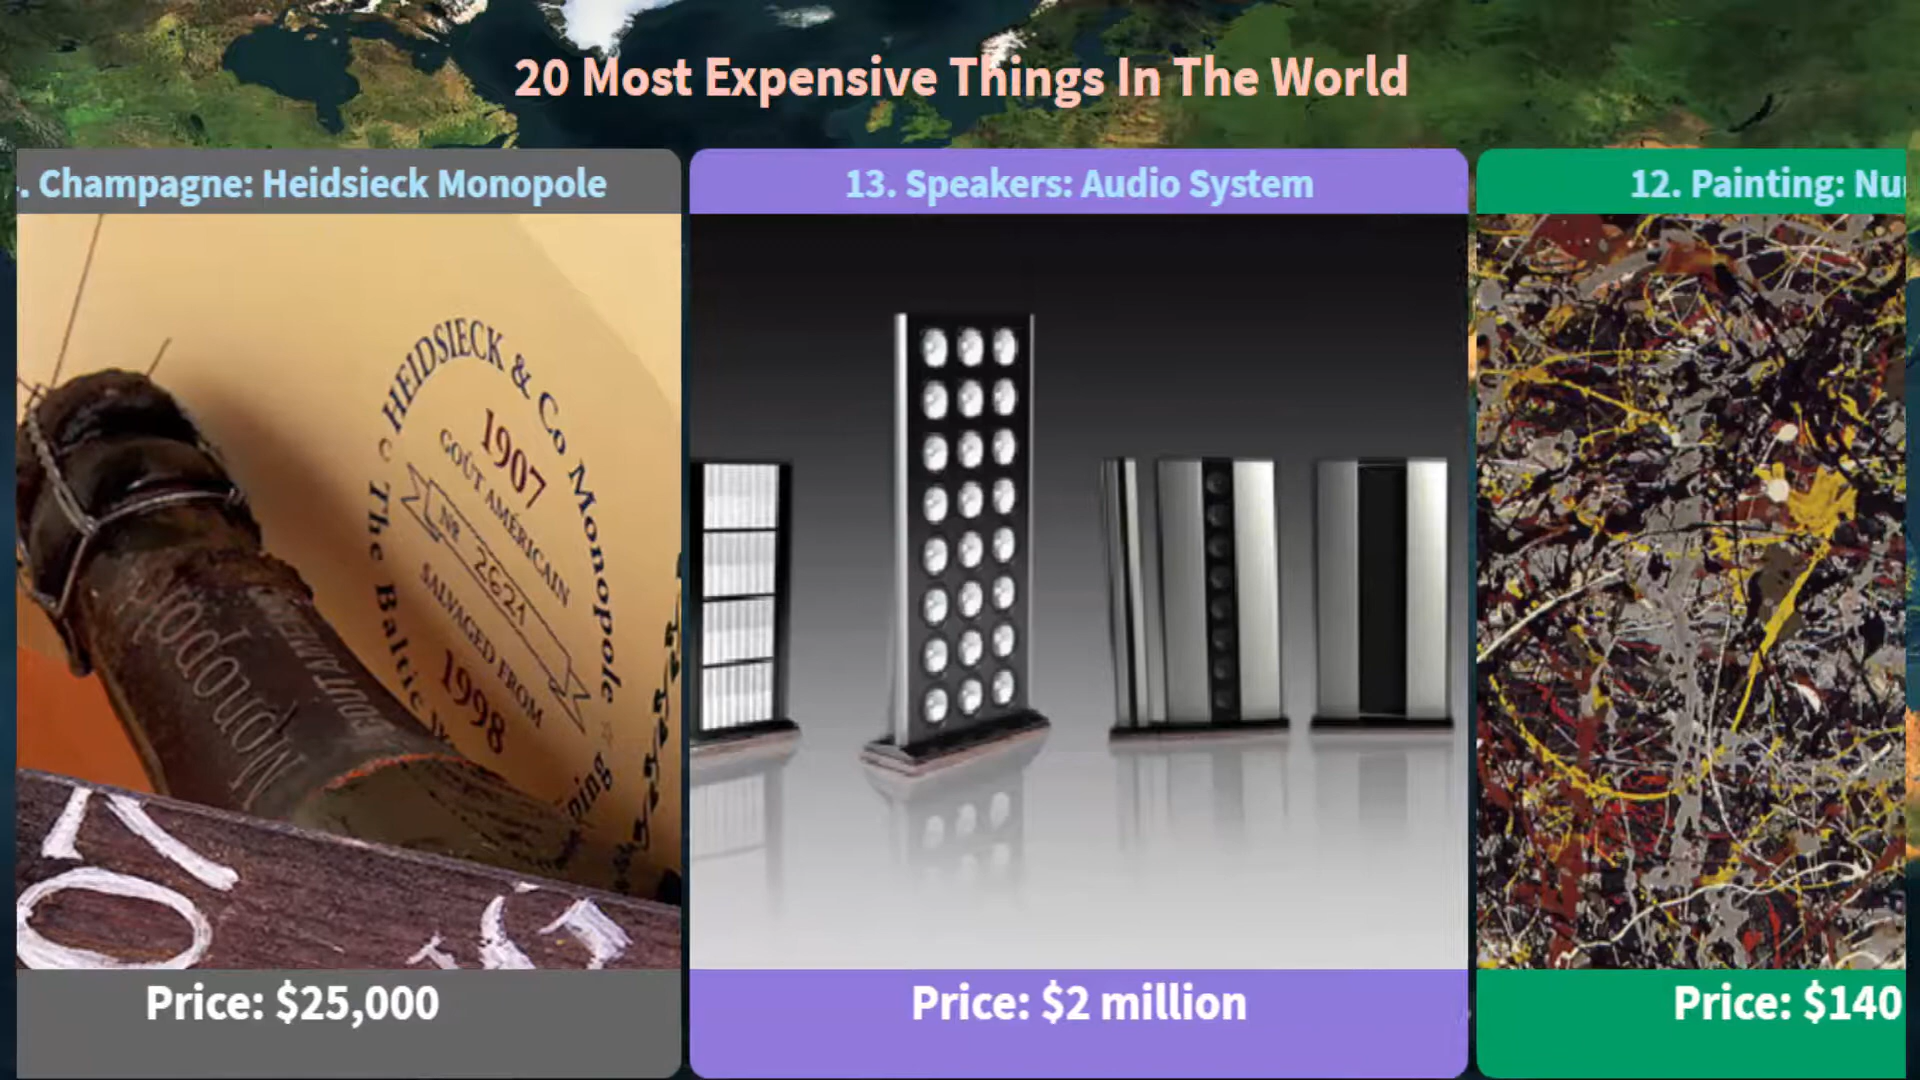 20 Most Expensive Things In The World
. Champagne: Heidsieck Monopole
13. Speakers: Audio System
12. Painting:
HEIDSIECK & Co Monopole
1907
GOÛT AMÉRICAIN
Nº 2621
SALVAGED FROM
The Baltic
1998
Monopole
Price: $25,000
Price: $2 million
Price: $140